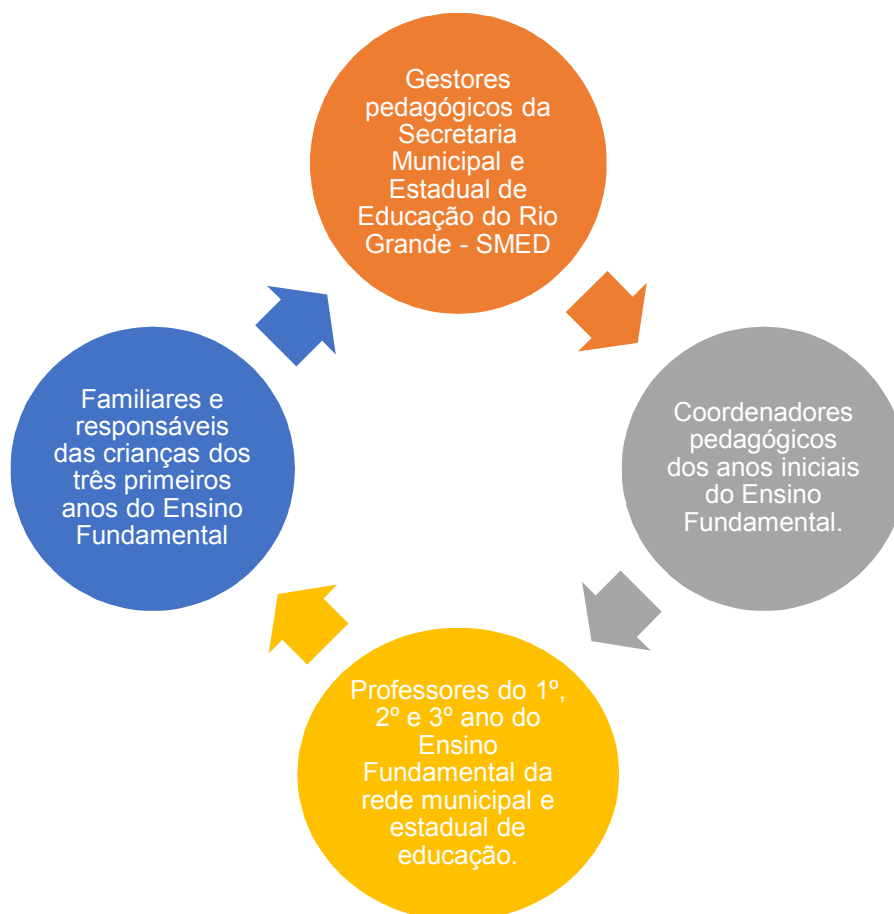 Gestores
pedagógicos da
Secretaria
Municipal e
Estadual de
Educação do Rio
Grande - SMED
Coordenadores
pedagógicos
dos anos iniciais
do Ensino
Fundamental.
Professores do 1º,
2º e 3º ano do
Ensino
Fundamental da
rede municipal e
estadual de
educação.
Familiares e
responsáveis
das crianças dos
três primeiros
anos do Ensino
Fundamental